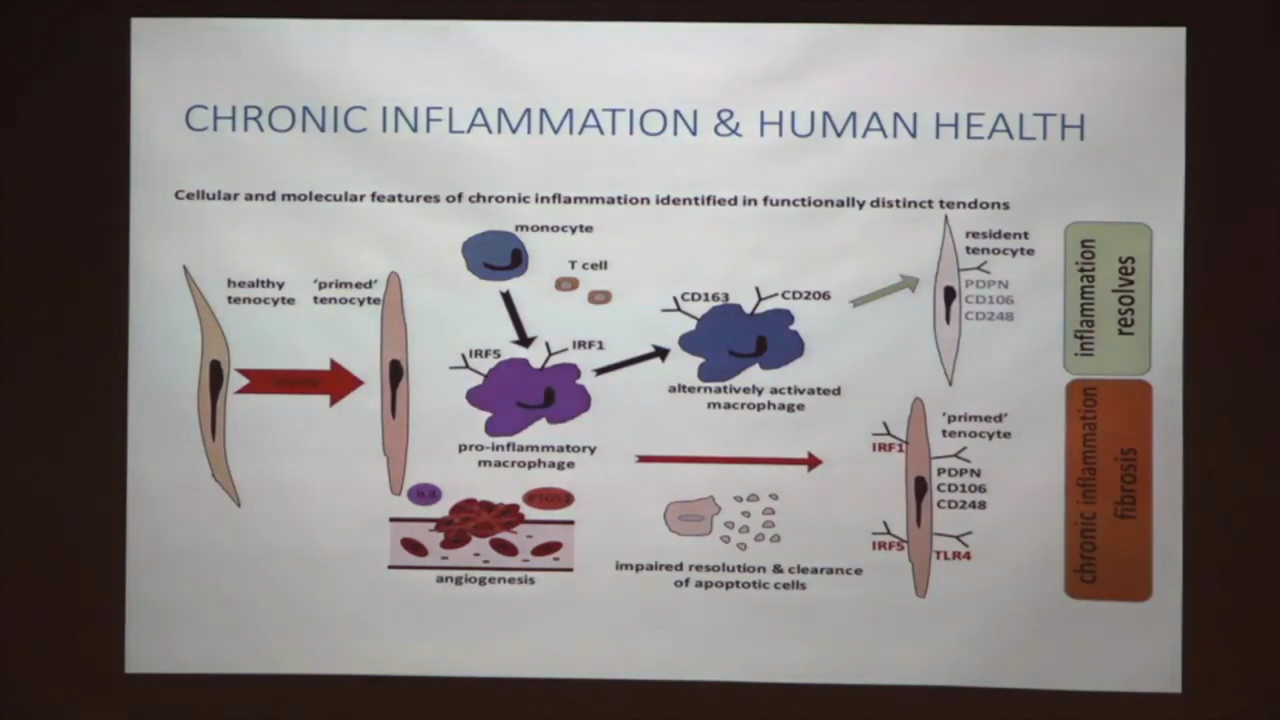 CHRONIC INFLAMMATION & HUMAN HEALTH
Cellular and molecular features of chronic inflammation identified in functionally distinct tendons
healthy
tenocyte
'primed'
tenocyte
monocyte
T cell
IRF5
IRF1
pro-inflammatory
macrophage
CD163
CD206
alternatively activated
macrophage
resident
tenocyte
PDPN
CD106
CD248
inflammation
resolves
angiogenesis
impaired resolution & clearance
of apoptotic cells
'primed'
tenocyte
IRF1
PDPN
CD106
CD248
IRF5
TLR4
chronic inflammation
fibrosis